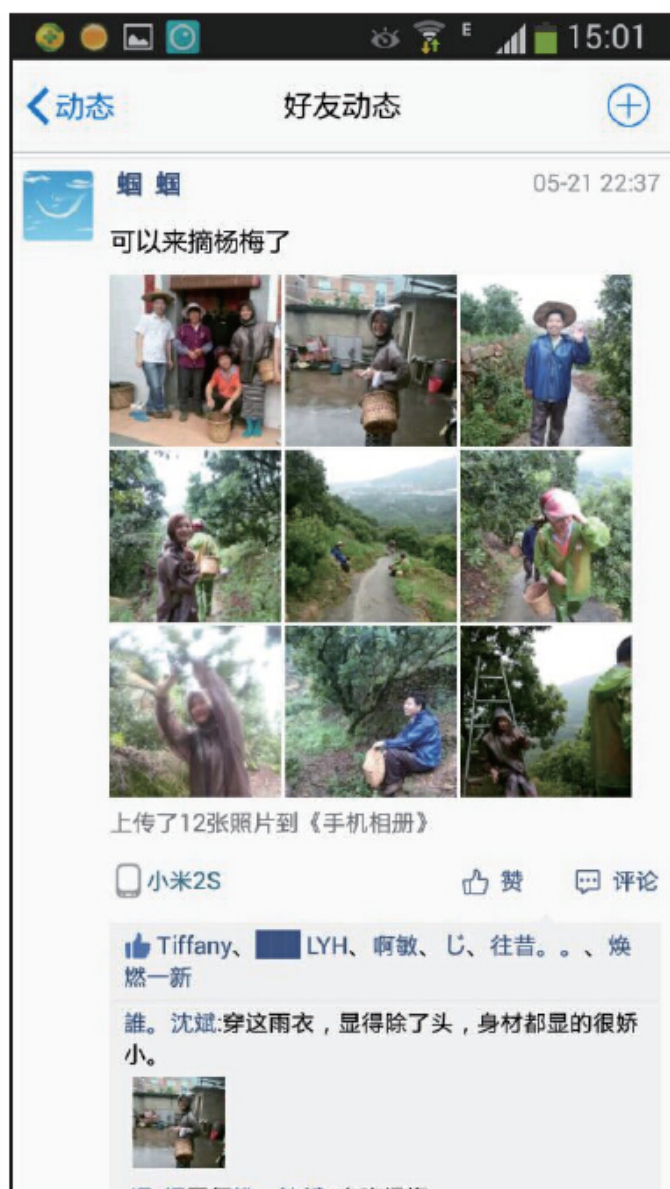 E 15:01
动态 好友动态
蝈 蝈 05-21 22:37
可以来摘杨梅了
上传了12张照片到《手机相册》
小米2S 赞 评论
Tiffany、 LYH、 啊敏、じ、往昔。。、焕
燃一新
誰。沈斌:穿这雨衣，显得除了头，身材都显的很娇
小。